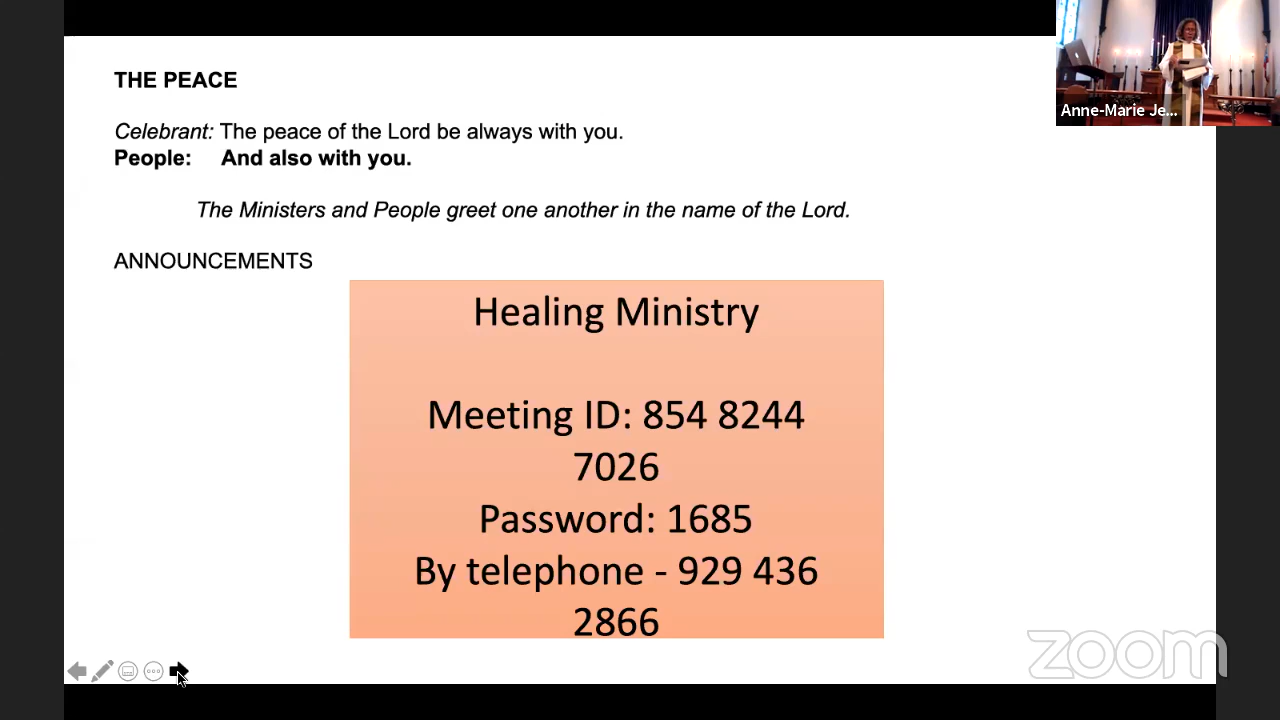 THE PEACE
Celebrant: The peace of the Lord be always with you.
People: And also with you.
The Ministers and People greet one another in the name of the Lord.
ANNOUNCEMENTS
Healing Ministry
Meeting ID: 854 8244
7026
Password: 1685
By telephone - 929 436
2866
Anne-Marie Je...
zoom